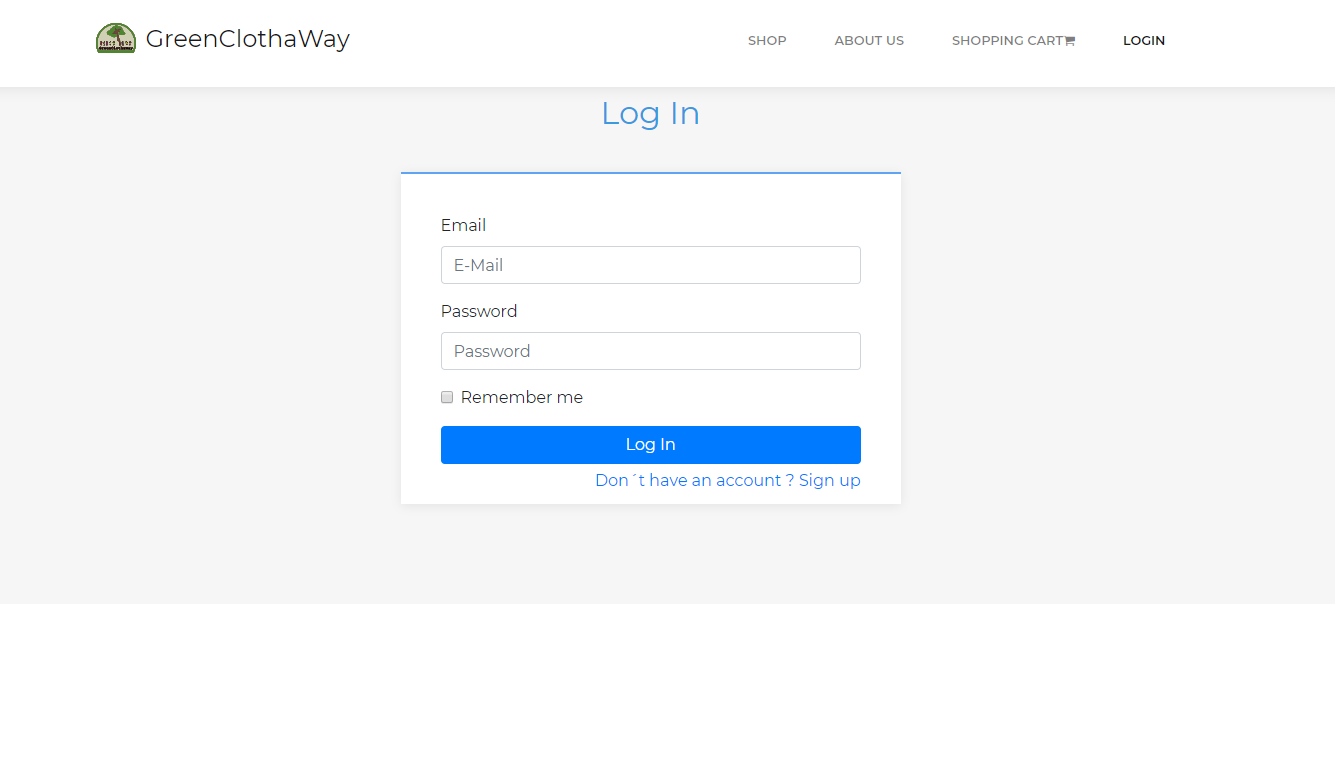 GreenClothaWay
SHOP ABOUT US SHOPPING CART LOGIN
Log In
Email
E-Mail
Password
Password
Remember me
Log In
Don´t have an account ? Sign up